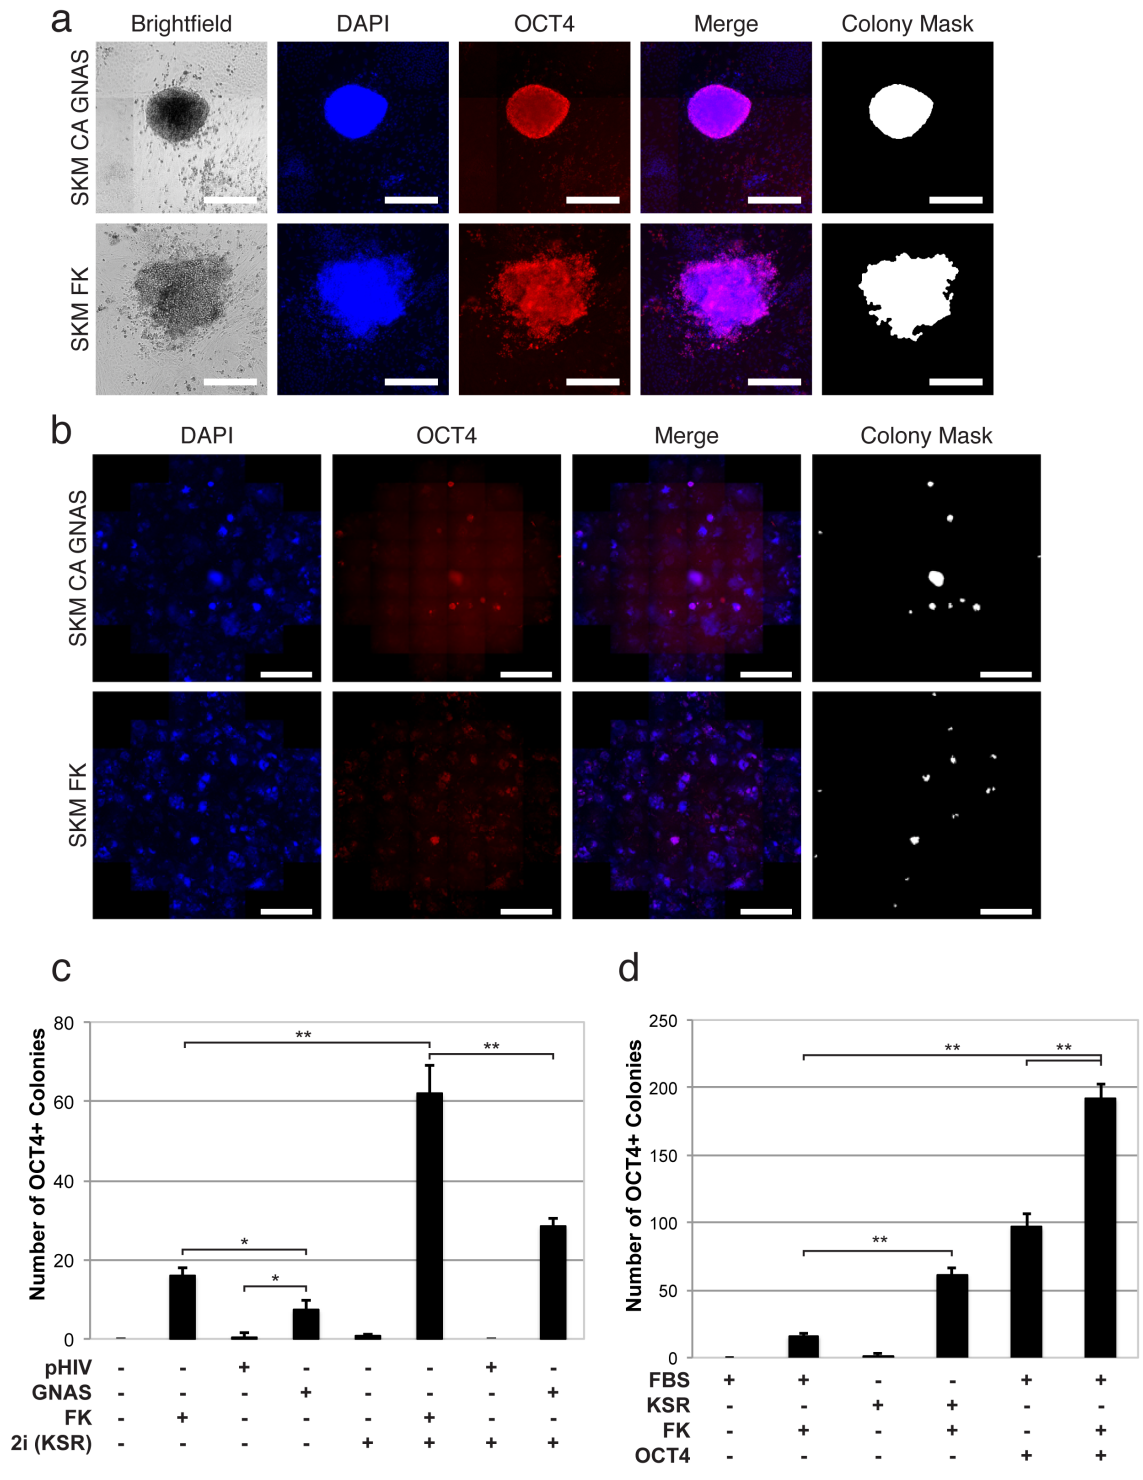 a
Brightfield DAPI OCT4 Merge Colony Mask
SKM CA GNAS
SKM FK
b
DAPI OCT4 Merge Colony Mask
SKM CA GNAS
SKM FK
c
Number of OCT4+ Colonies
80
60
40
20
0
** **
* *
pHIV - - + - - - + -
GNAS - - - + - - - +
FK - + - - - + - -
2i (KSR) - - - - + + + +
d
Number of OCT4+ Colonies
250
200
150
100
50
0
** **
**
FBS + + - - + +
KSR - - + + - -
FK - + - + - +
OCT4 - - - - + +